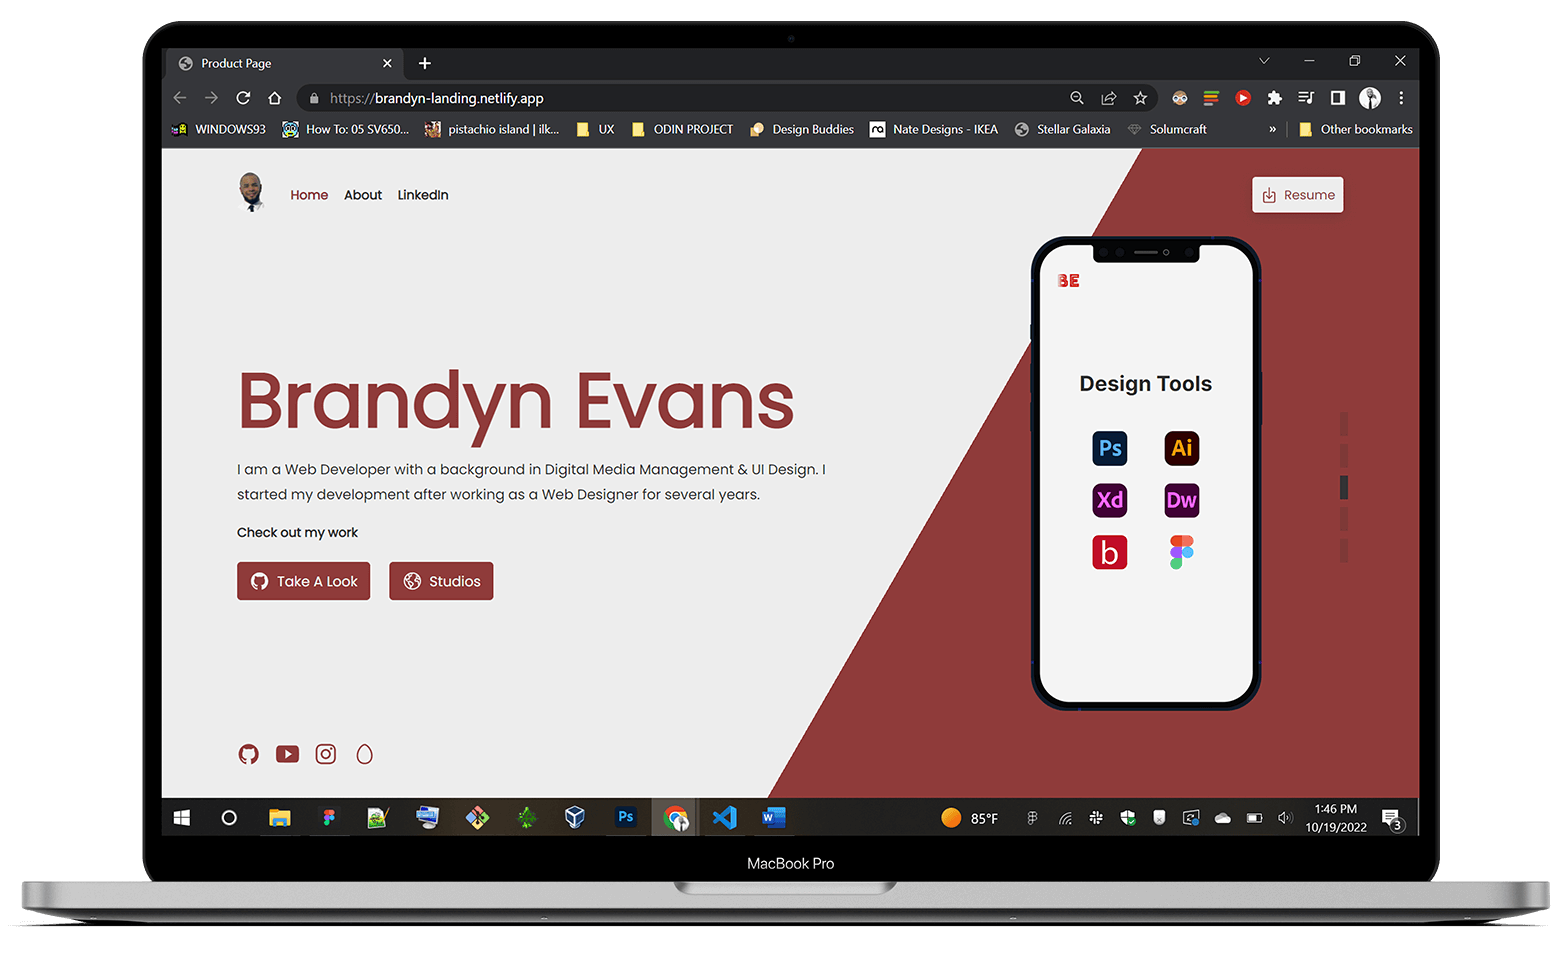 Product Page
https://brandyn-landing.netlify.app
WINDOWS93 How To: 05 SV650... pistachio island | ilk... UX ODIN PROJECT Design Buddies Nate Designs - IKEA Stellar Galaxia Solumcraft » Other bookmarks
Home About LinkedIn
Resume
BE
Design Tools
Ps Ai
Xd Dw
b
Brandyn Evans
I am a Web Developer with a background in Digital Media Management & UI Design. I
started my development after working as a Web Designer for several years.
Check out my work
Take A Look Studios
Ps W 85°F
1:46 PM
10/19/2022
3
MacBook Pro